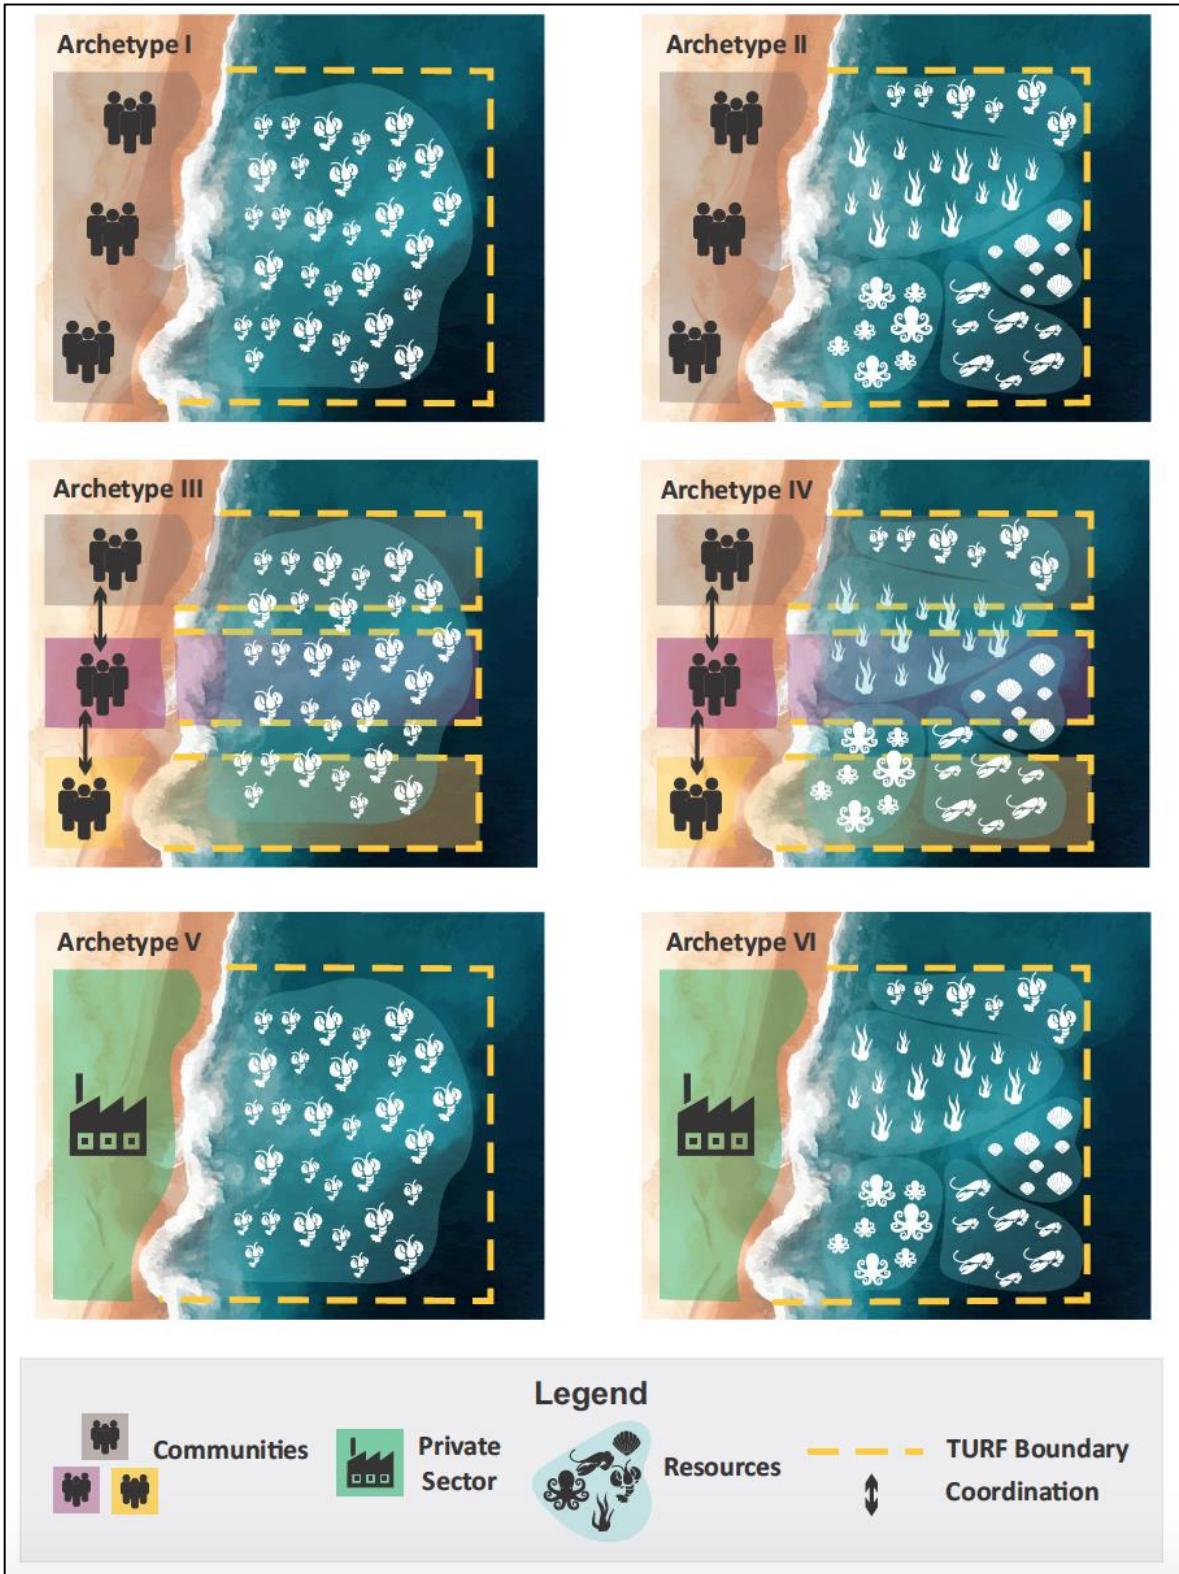 Archetype I
Archetype II
Archetype III
Archetype IV
Archetype V
Archetype VI
Legend
Communities
Private
Sector
Resources
TURF Boundary
Coordination